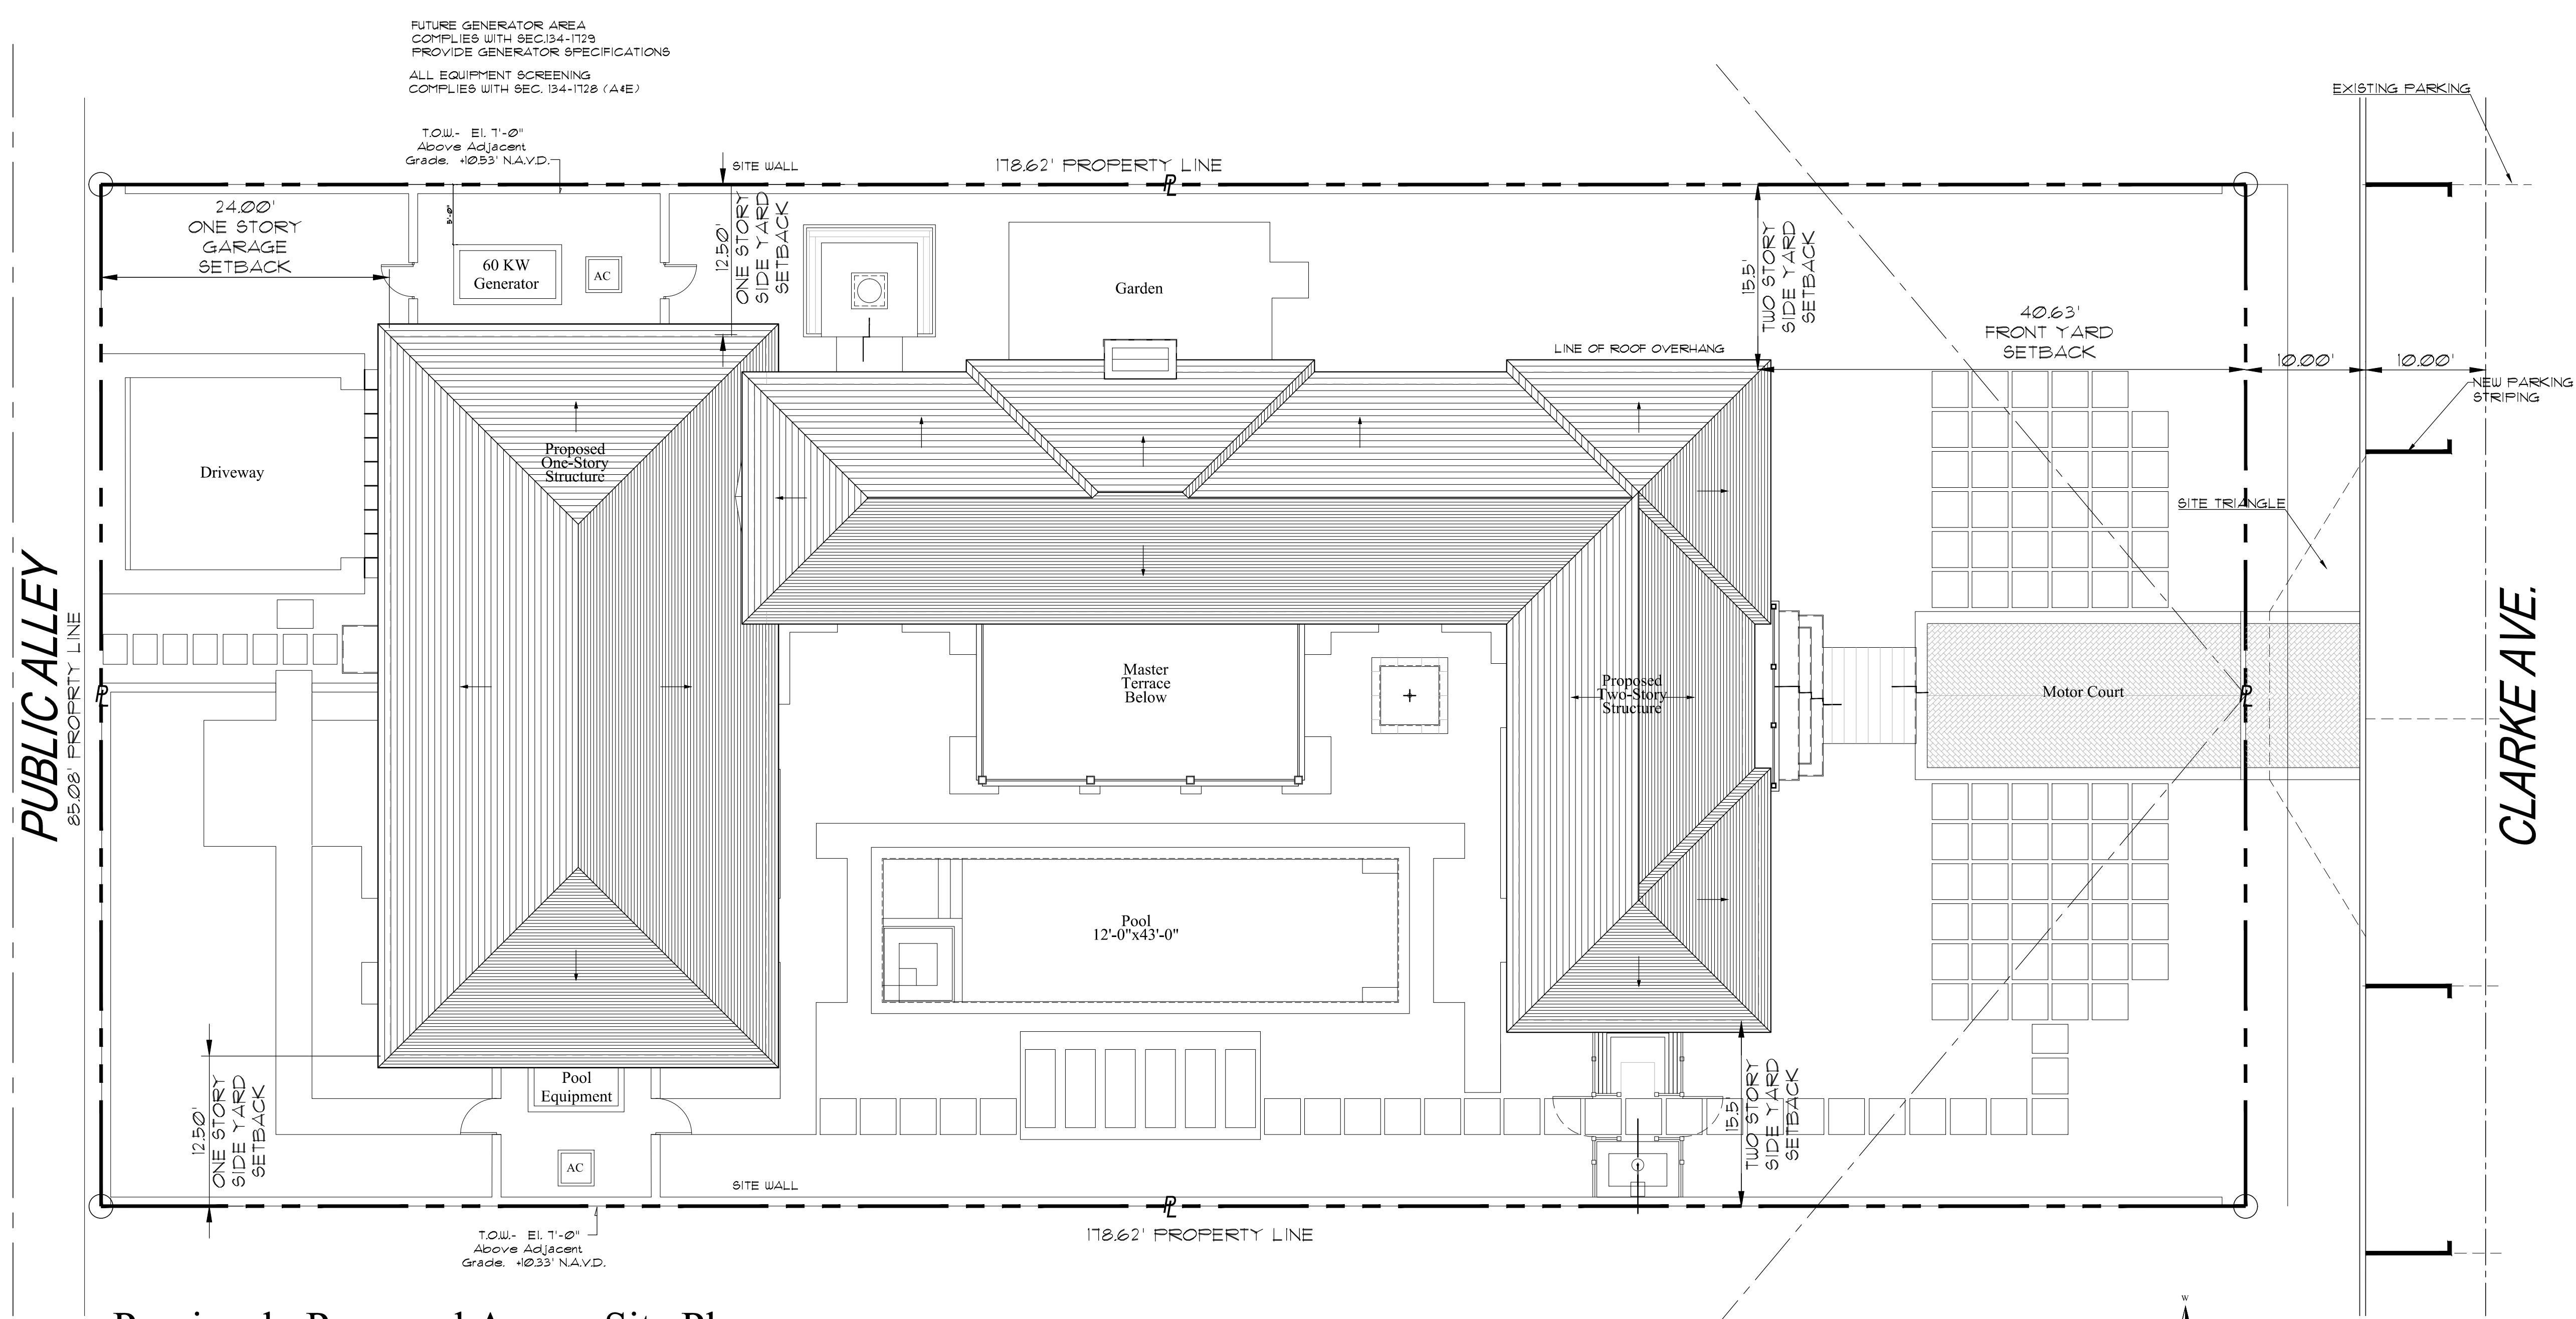 FUTURE GENERATOR AREA
COMPLIES WITH SEC.134-1729
PROVIDE GENERATOR SPECIFICATIONS
ALL EQUIPMENT SCREENING
COMPLIES WITH SEC. 134-1728 (A&E)
EXISTING PARKING
T.O.W.- El. 7'-0"
Above Adjacent
Grade. +10.53' N.A.V.D.
SITE WALL
178.62' PROPERTY LINE
PL
24.00'
ONE STORY
GARAGE
SETBACK
5'-0"
60 KW
Generator
AC
12.50'
ONE STORY
SIDE YARD
SETBACK
Garden
15.5'
TWO STORY
SIDE YARD
SETBACK
LINE OF ROOF OVERHANG
40.63'
FRONT YARD
SETBACK
10.00'
10.00'
NEW PARKING
STRIPING
Driveway
Proposed
One-Story
Structure
SITE TRIANGLE
PUBLIC ALLEY
85.08' PROPERTY LINE
PL
Master
Terrace
Below
Proposed
Two-Story
Structure
Motor Court
PL
CLARKE AVE.
Pool
12'-0"x43'-0"
12.50'
ONE STORY
SIDE YARD
SETBACK
Pool
Equipment
AC
15.5'
TWO STORY
SIDE YARD
SETBACK
SITE WALL
PL
178.62' PROPERTY LINE
T.O.W.- El. 7'-0"
Above Adjacent
Grade. +10.33' N.A.V.D.
W